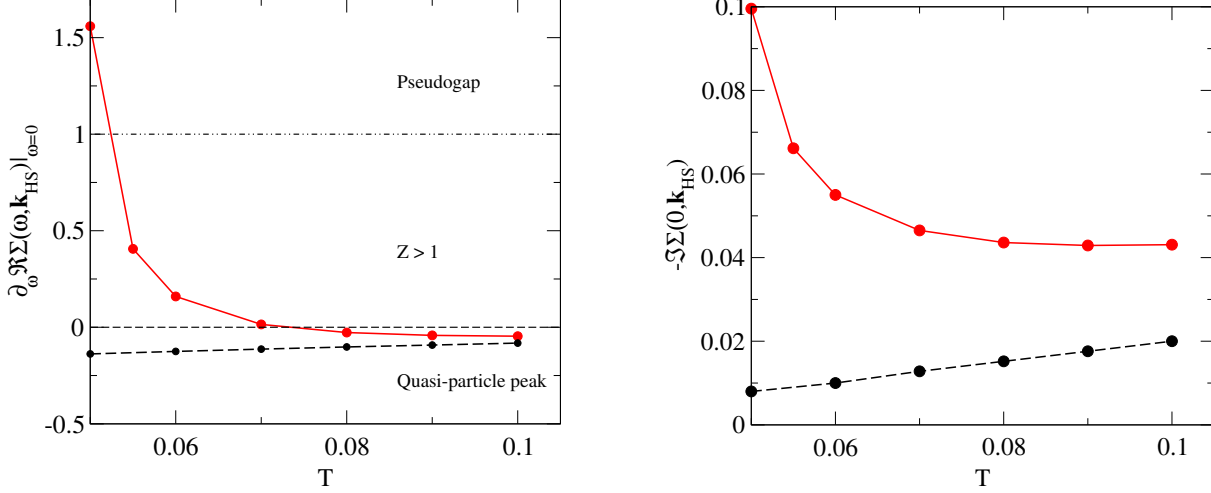 1.5
1
0.5
0
-0.5
0.06
0.08
0.1
T
∂ωℜΣ(ω,kHS)|ω=0
Pseudogap
Z > 1
Quasi-particle peak
0.1
0.08
0.06
0.04
0.02
0
0.06
0.08
0.1
T
-ℑΣ(0,kHS)